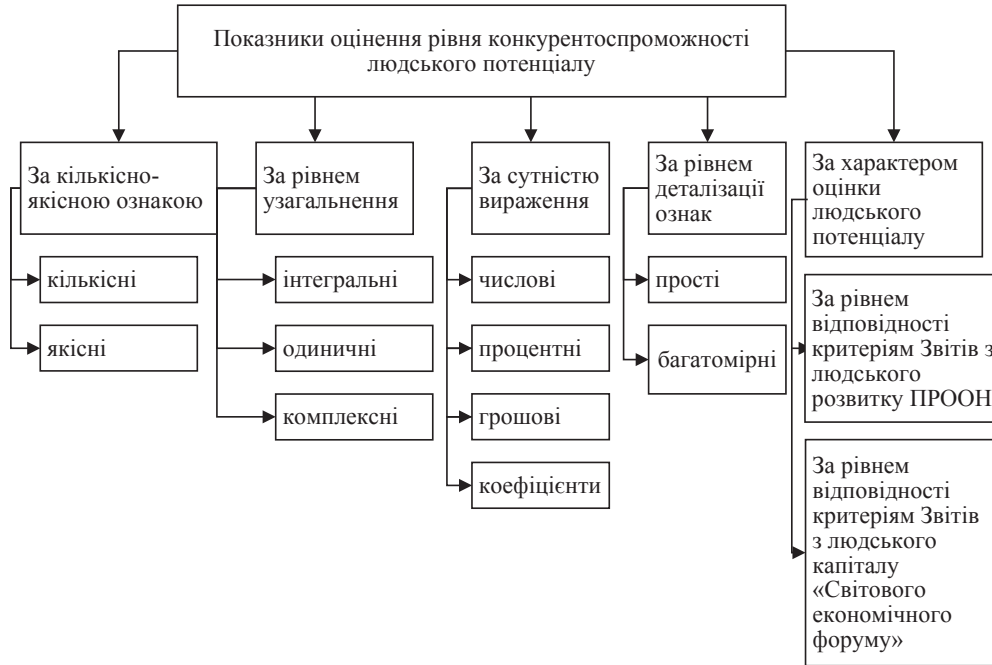 Показники оцінення рівня конкурентоспроможності
людського потенціалу
За кількісно-
якісною ознакою
кількісні
якісні
За рівнем
узагальнення
інтегральні
одиничні
комплексні
За сутністю
вираження
числові
процентні
грошові
коефіцієнти
За рівнем
деталізації
ознак
прості
багатомірні
За характером
оцінки
людського
потенціалу
За рівнем
відповідності
критеріям Звітів з
людського
розвитку ПРООН
За рівнем
відповідності
критеріям Звітів
з людського
капіталу
«Світового
економічного
форуму»